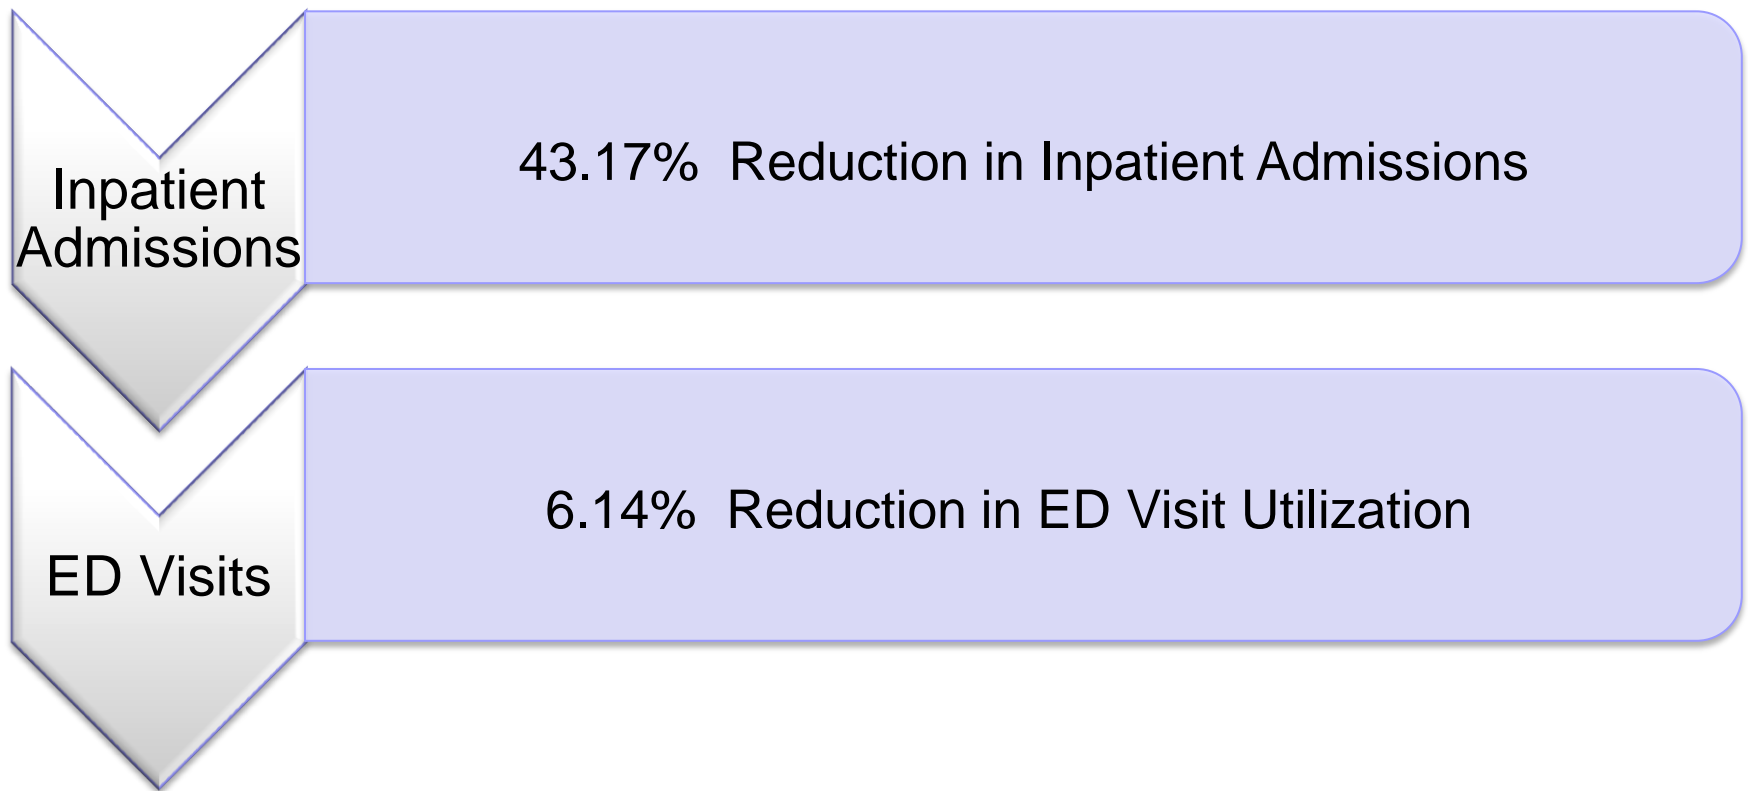 Inpatient
Admissions
43.17%  Reduction in Inpatient Admissions
ED Visits
6.14%  Reduction in ED Visit Utilization